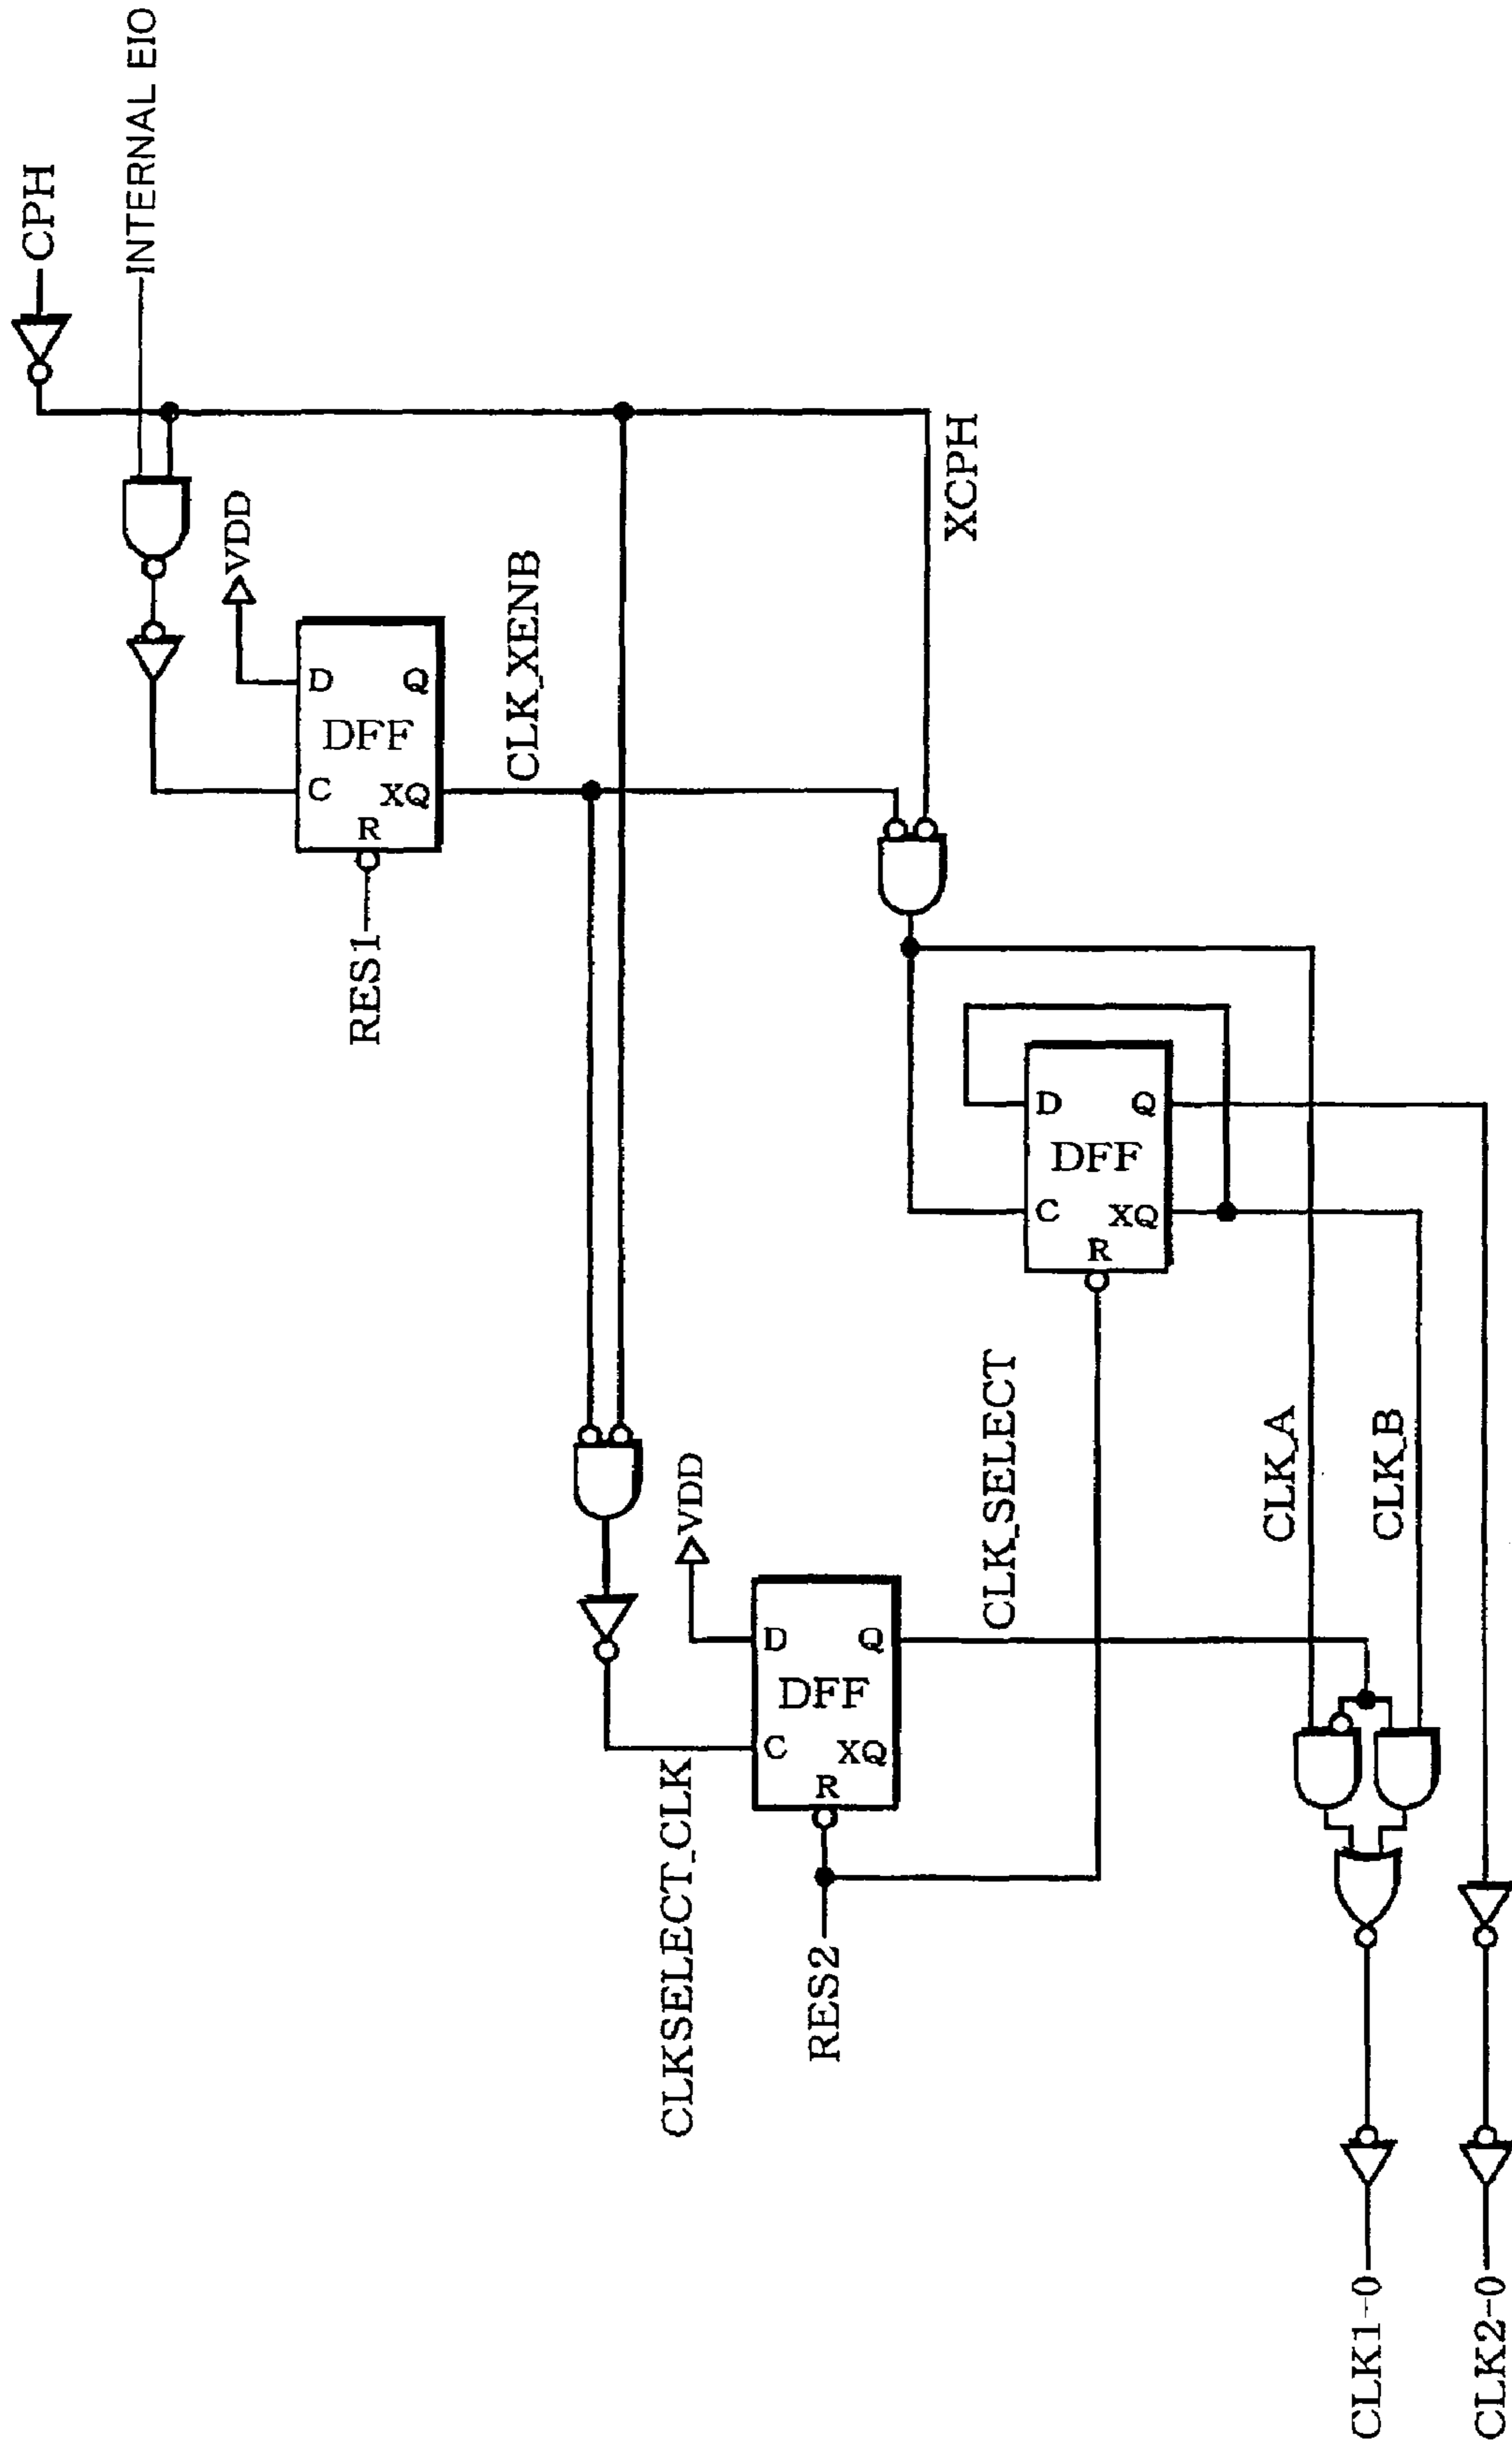 CPH
INTERNAL EIO
VDD
D
Q
DFF
C
XQ
R
RES1
CLK_XENB
XCPH
D
Q
DFF
C
XQ
R
VDD
D
Q
DFF
C
XQ
R
CLKSELECT_CLK
RES2
CLK_SELECT
CLK_A
CLK_B
CLK1-0
CLK2-0